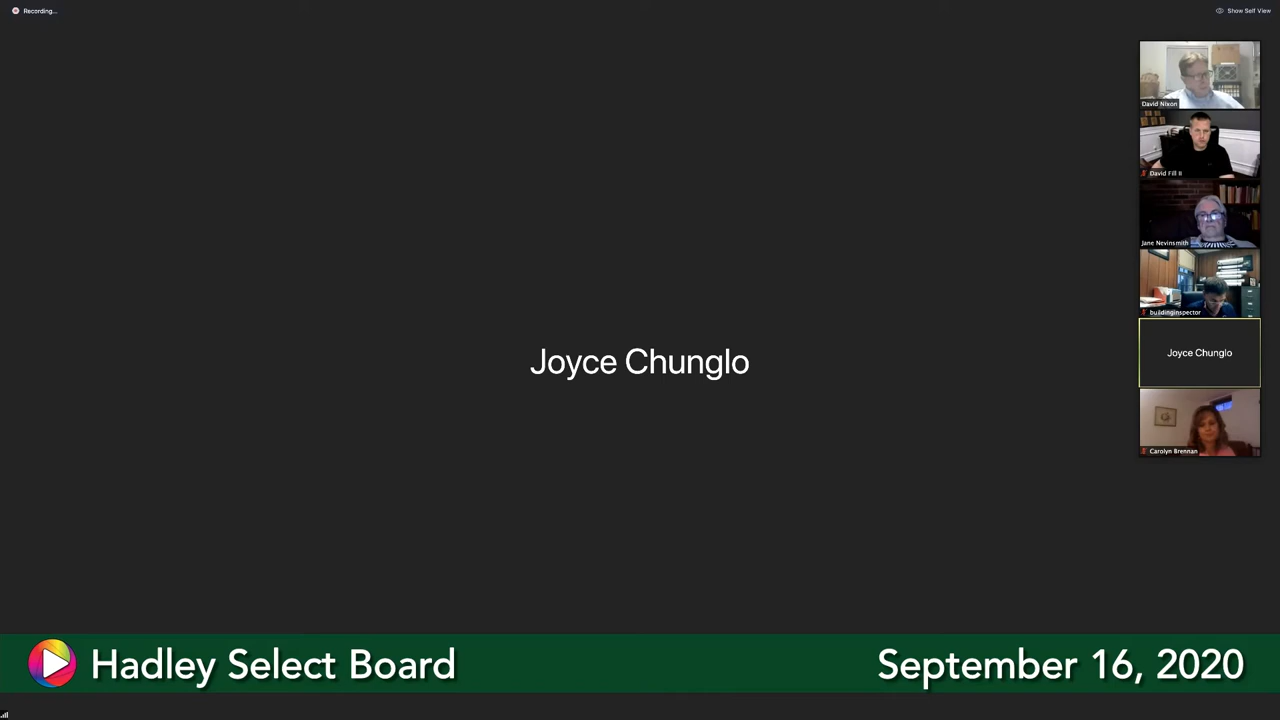 Recording...
Show Self View
David Nixon
David Fill II
Jane Nevinsmith
buildinginspector
Joyce Chunglo
Joyce Chunglo
Carolyn Brennan
Hadley Select Board
September 16, 2020